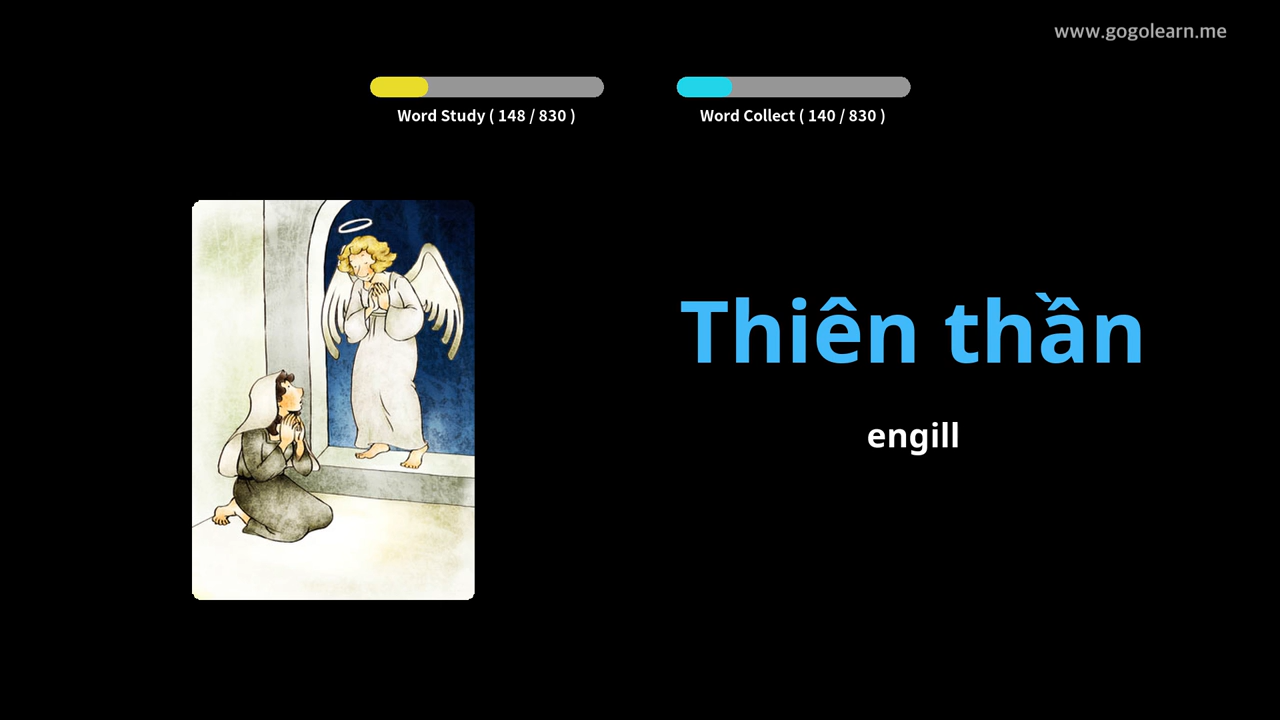 www.gogolearn.me
Word Study ( 148 / 830 )
Word Collect ( 140 / 830 )
Thiên thần
engill